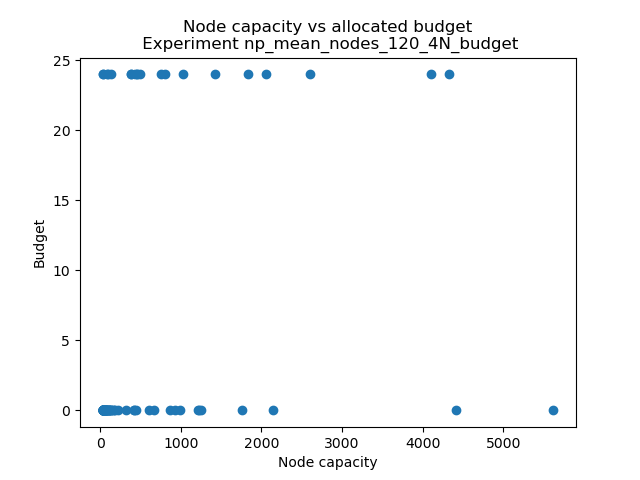 Node capacity vs allocated budget
Experiment np_mean_nodes_120_4N_budget
25
20
15
10
5
0
Budget
0 1000 2000 3000 4000 5000
Node capacity